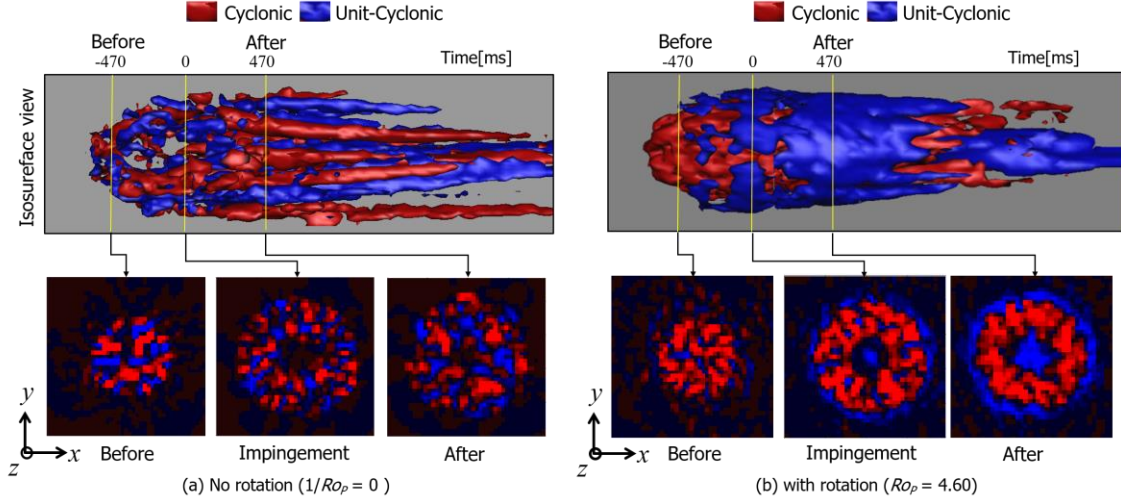 Cyclonic Unit-Cyclonic
Before After
-470 0 470 Time[ms]
Isosureface view
y
z x
Before Impingement After
(a) No rotation (1/Roₚ = 0 )
Cyclonic Unit-Cyclonic
Before After
-470 0 470 Time[ms]
y
z x
Before Impingement After
(b) with rotation (Roₚ = 4.60)